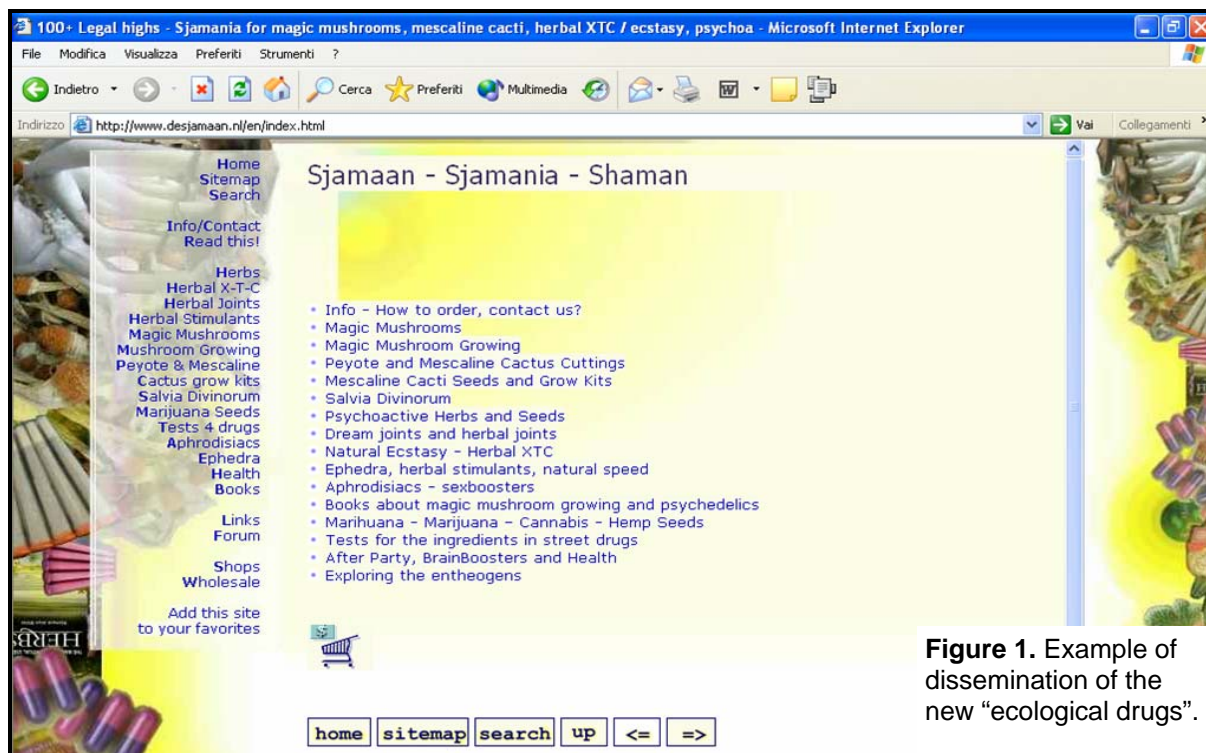 100+ Legal highs - Sjamania for magic mushrooms, mescaline cacti, herbal XTC / ecstasy, psychoa - Microsoft Internet Explorer
File Modifica Visualizza Preferiti Strumenti ?
Indietro Cerca Preferiti Multimedia
Indirizzo http://www.desjamaan.nl/en/index.html Vai Collegamenti
Home
Sitemap
Search
Info/Contact
Read this!
Herbs
Herbal X-T-C
Herbal Joints
Herbal Stimulants
Magic Mushrooms
Mushroom Growing
Peyote & Mescaline
Cactus grow kits
Salvia Divinorum
Marijuana Seeds
Tests 4 drugs
Aphrodisiacs
Ephedra
Health
Books
Links
Forum
Shops
Wholesale
Add this site
to your favorites
Sjamaan - Sjamania - Shaman
• Info - How to order, contact us?
• Magic Mushrooms
• Magic Mushroom Growing
• Peyote and Mescaline Cactus Cuttings
• Mescaline Cacti Seeds and Grow Kits
• Salvia Divinorum
• Psychoactive Herbs and Seeds
• Dream joints and herbal joints
• Natural Ecstasy - Herbal XTC
• Ephedra, herbal stimulants, natural speed
• Aphrodisiacs - sexboosters
• Books about magic mushroom growing and psychedelics
• Marihuana - Marijuana - Cannabis - Hemp Seeds
• Tests for the ingredients in street drugs
• After Party, BrainBoosters and Health
• Exploring the entheogens
HERBS
home sitemap search up <= =>
Figure 1. Example of
dissemination of the
new “ecological drugs”.